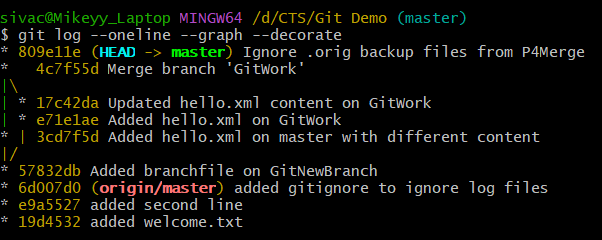 sivac@Mikeyy_Laptop MINGW64 /d/CTS/Git Demo (master)
$ git log --oneline --graph --decorate
* 809e11e (HEAD -> master) Ignore .orig backup files from P4Merge
*   4c7f55d Merge branch 'GitWork'
|\
| * 17c42da Updated hello.xml content on GitWork
| * e71e1ae Added hello.xml on GitWork
* | 3cd7f5d Added hello.xml on master with different content
|/
* 57832db Added branchfile on GitNewBranch
* 6d007d0 (origin/master) added gitignore to ignore log files
* e9a5527 added second line
* 19d4532 added welcome.txt